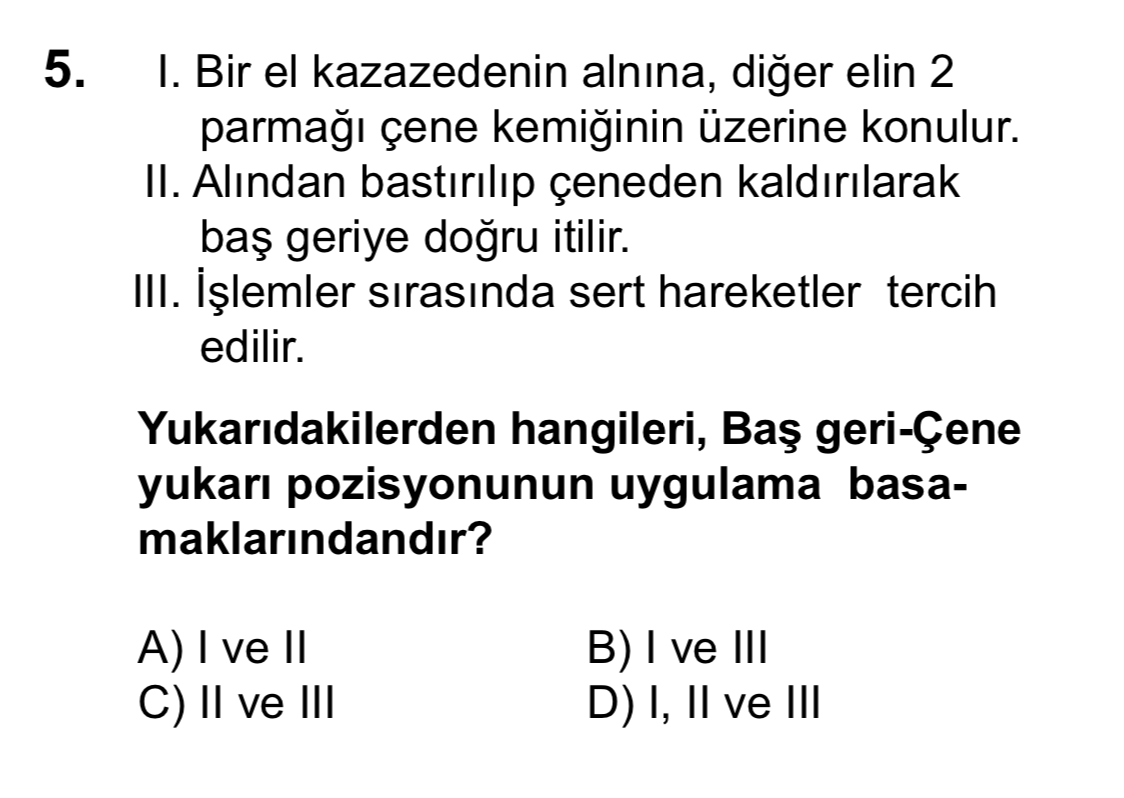 5. I. Bir el kazazedenin alnına, diğer elin 2
parmağı çene kemiğinin üzerine konulur.
II. Alından bastırılıp çeneden kaldırılarak
baş geriye doğru itilir.
III. İşlemler sırasında sert hareketler tercih
edilir.
Yukarıdakilerden hangileri, Baş geri-Çene
yukarı pozisyonunun uygulama basa-
maklarındandır?
A) I ve II B) I ve III
C) II ve III D) I, II ve III